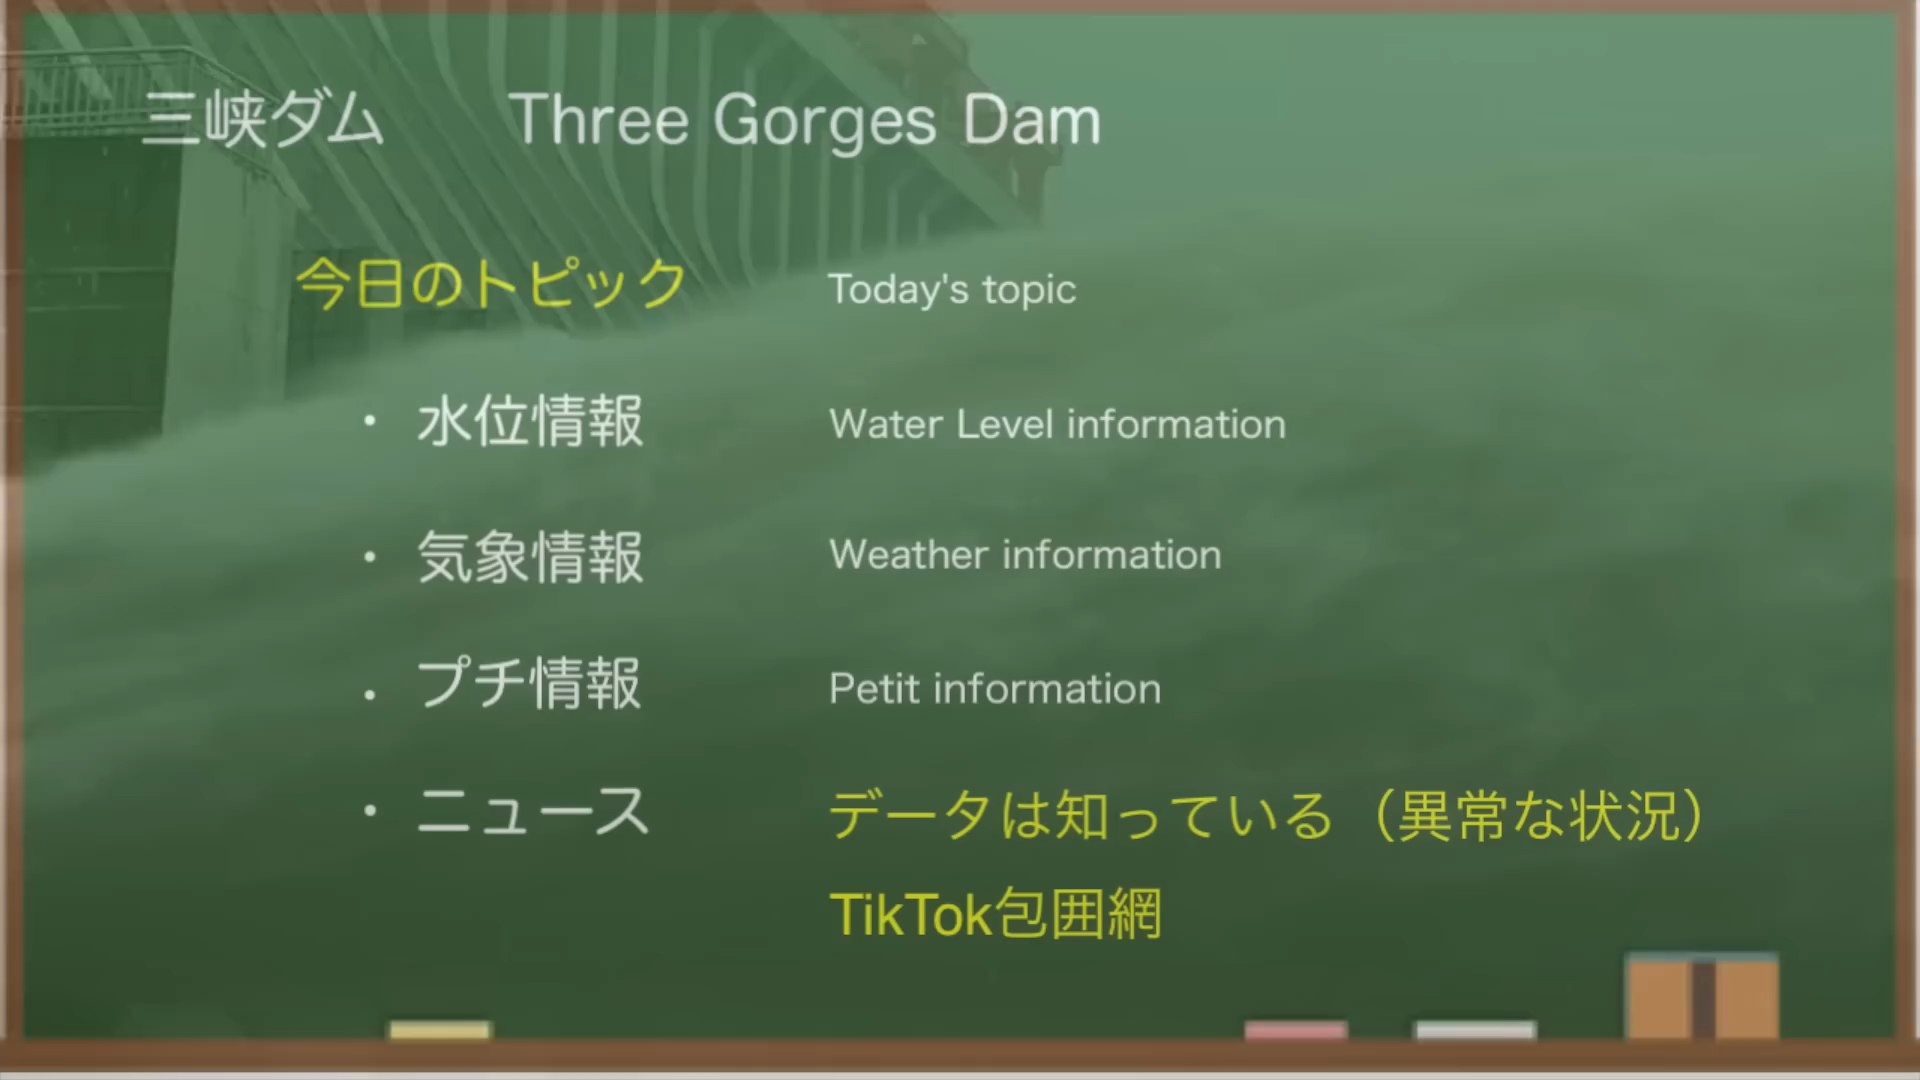 三峡ダム Three Gorges Dam
今日のトピック Today's topic
・ 水位情報 Water Level information
・ 気象情報 Weather information
・ プチ情報 Petit information
・ ニュース データは知っている（異常な状況）
TikTok包囲網